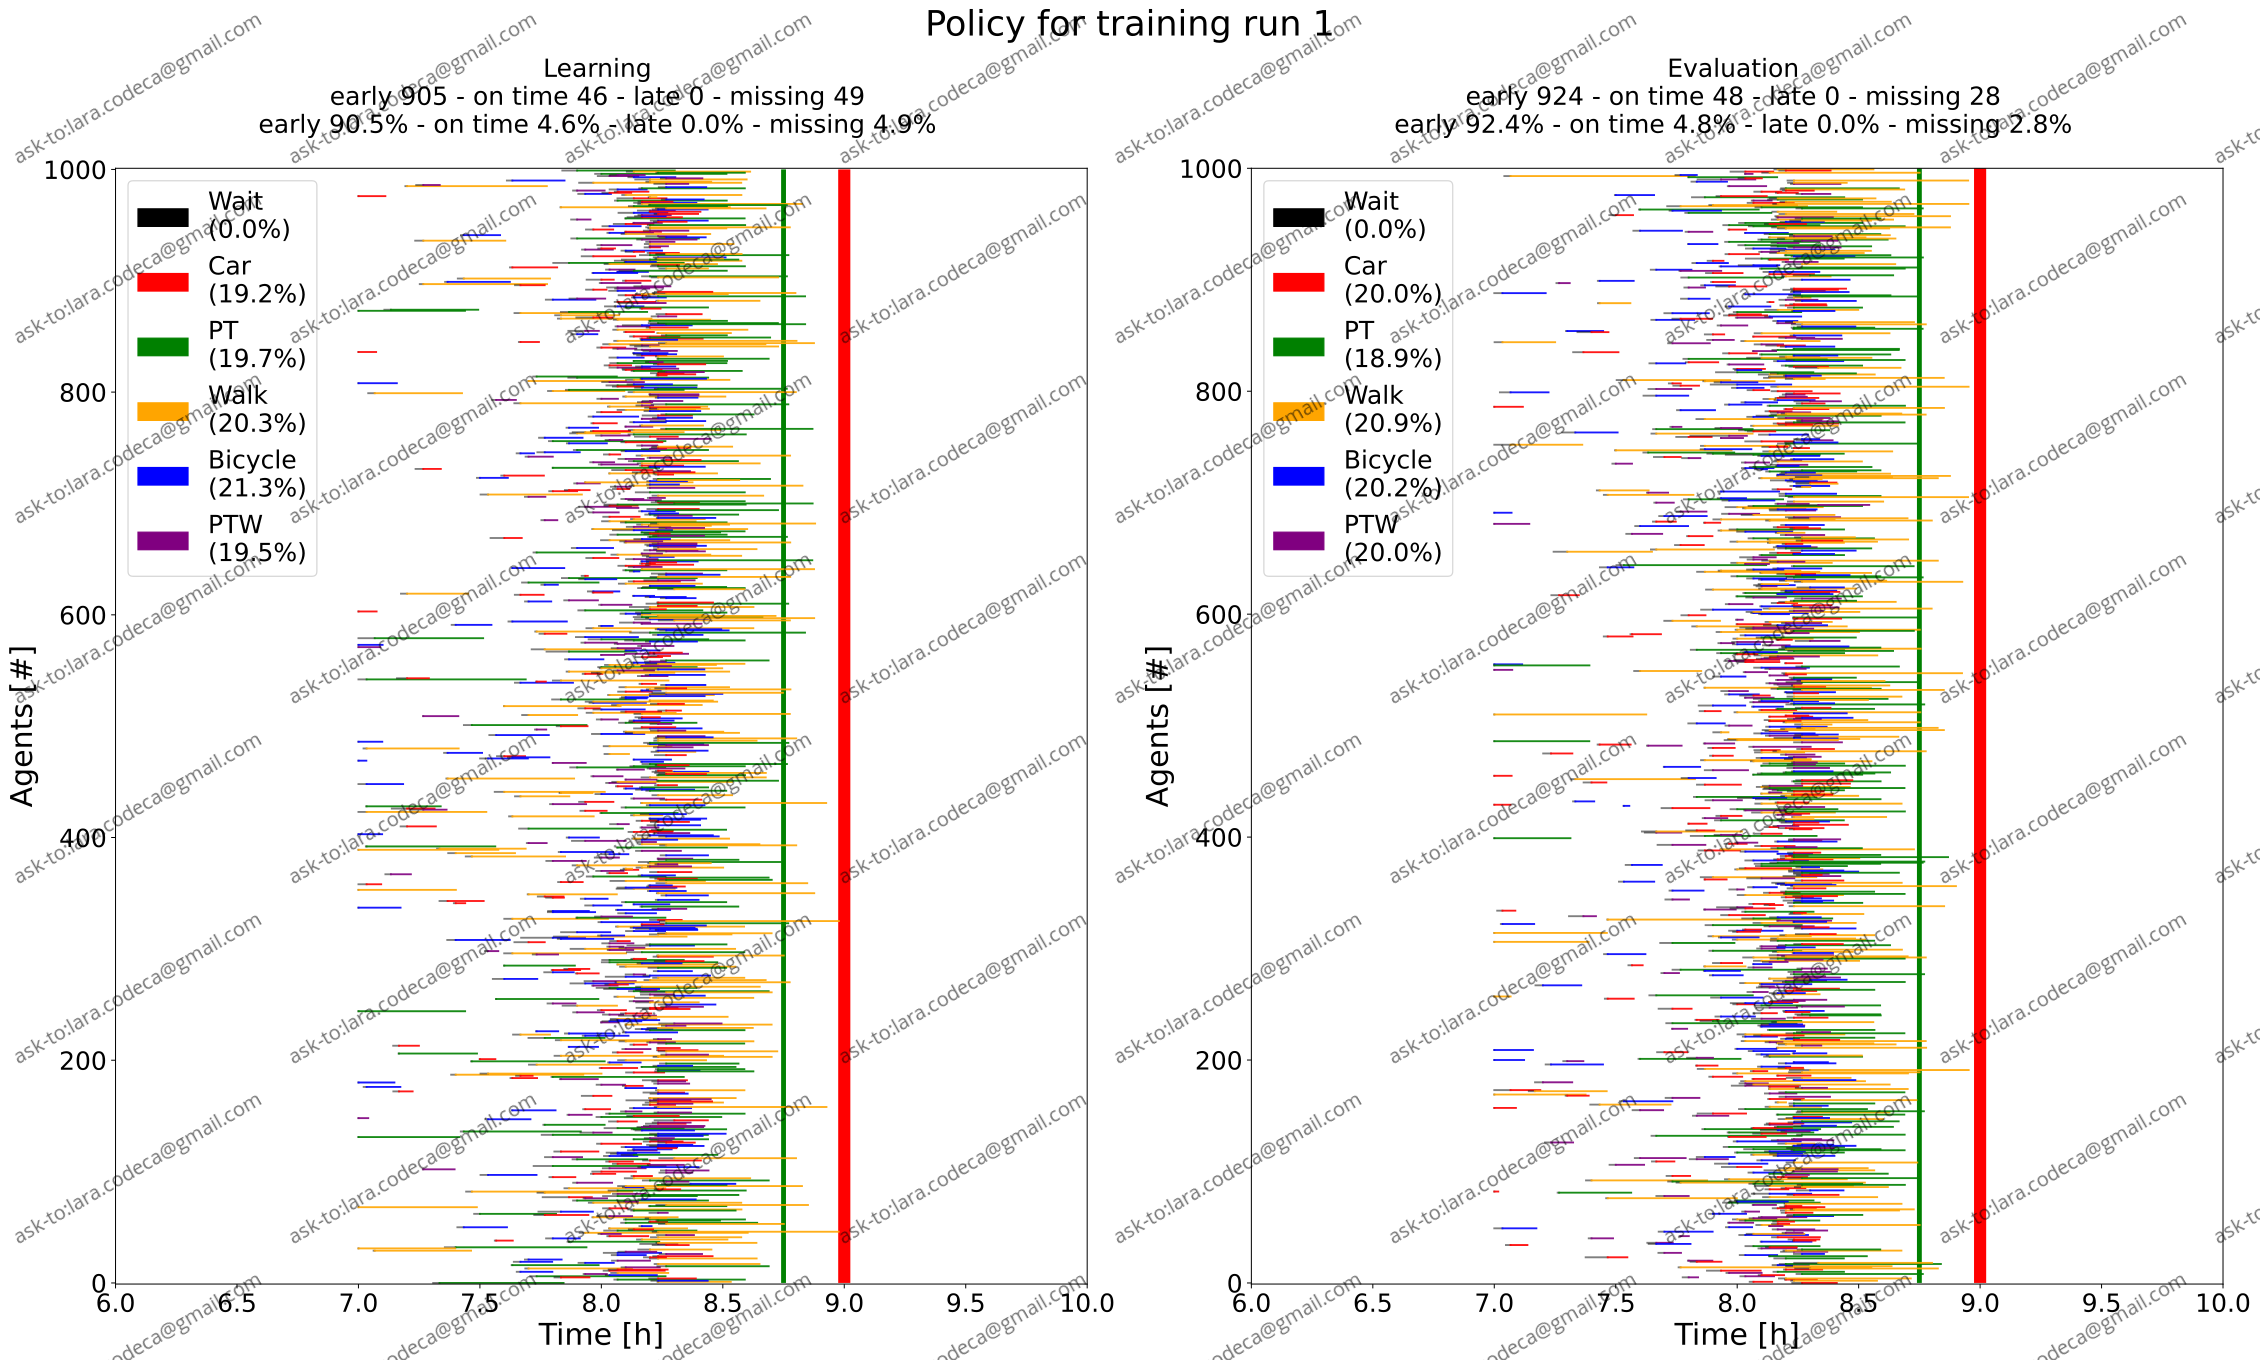 Policy for training run 1
Learning
early 905 - on time 46 - late 0 - missing 49
early 90.5% - on time 4.6% - late 0.0% - missing 4.9%
Wait
(0.0%)
Car
(19.2%)
PT
(19.7%)
Walk
(20.3%)
Bicycle
(21.3%)
PTW
(19.5%)
1000
800
600
400
200
0
Agents [#]
6.0 6.5 7.0 7.5 8.0 8.5 9.0 9.5 10.0
Time [h]
Evaluation
early 924 - on time 48 - late 0 - missing 28
early 92.4% - on time 4.8% - late 0.0% - missing 2.8%
Wait
(0.0%)
Car
(20.0%)
PT
(18.9%)
Walk
(20.9%)
Bicycle
(20.2%)
PTW
(20.0%)
1000
800
600
400
200
0
Agents [#]
6.0 6.5 7.0 7.5 8.0 8.5 9.0 9.5 10.0
Time [h]
ask-to:lara.codeca@gmail.com